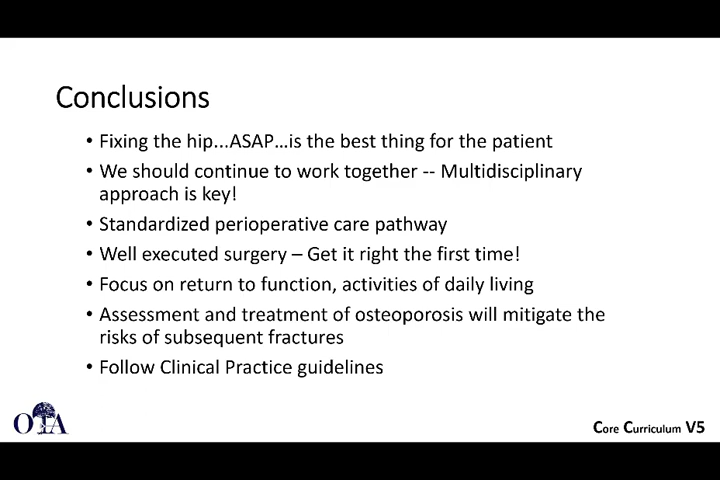 Conclusions
• Fixing the hip...ASAP...is the best thing for the patient
• We should continue to work together -- Multidisciplinary
approach is key!
• Standardized perioperative care pathway
• Well executed surgery – Get it right the first time!
• Focus on return to function, activities of daily living
• Assessment and treatment of osteoporosis will mitigate the
risks of subsequent fractures
• Follow Clinical Practice guidelines
OTA
Core Curriculum V5